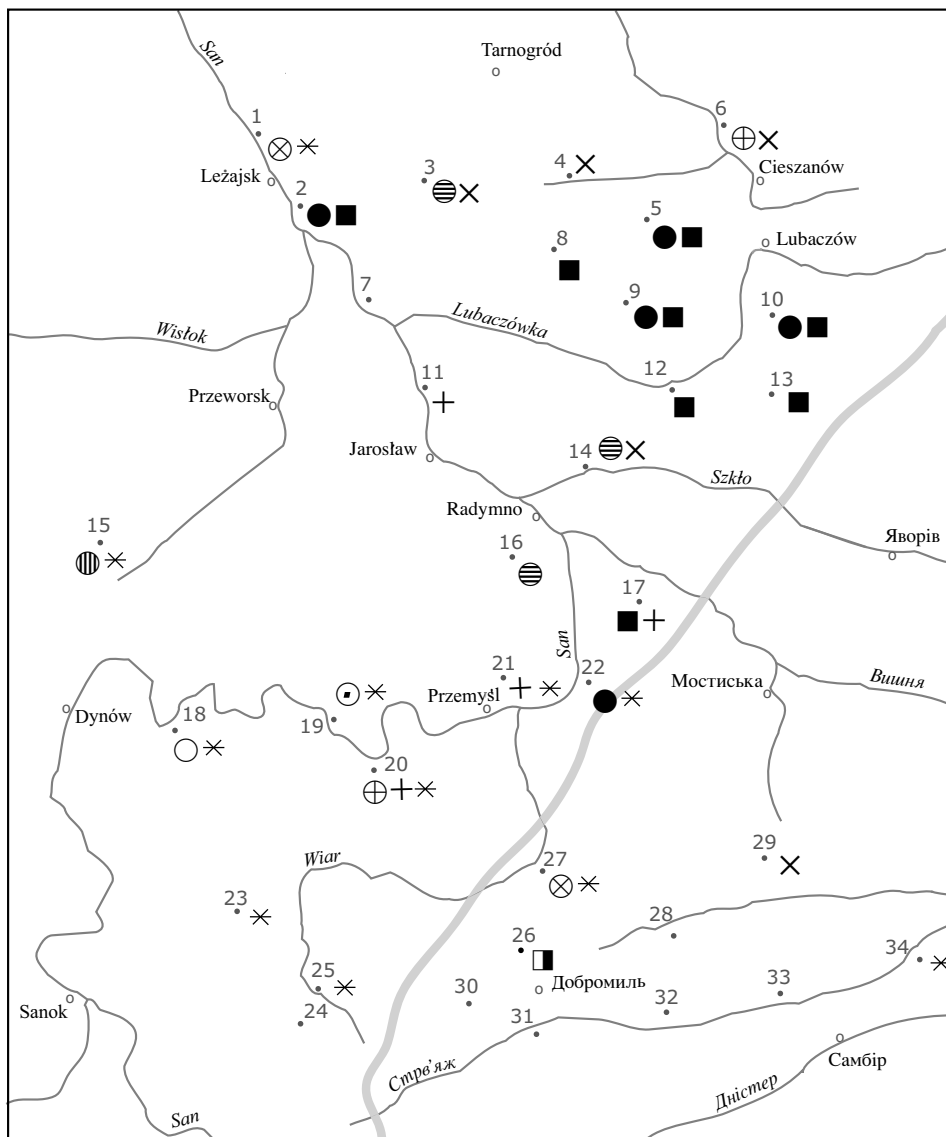 San
Tarnogród
1
6
Leżajsk
3
4
Cieszanów
2
5
8
Lubaczów
7
9
10
Wisłok
Lubaczówka
11
12
13
Przeworsk
Jarosław
14
Szkło
Radymno
15
16
Яворів
17
San
21
22
Мостиська
Вишня
Dynów
18
19
Przemyśl
20
Wiar
27
29
23
28
26
34
25
Добромиль
33
Sanok
24
30
32
31
Самбір
Стрв'яж
Дністер
San